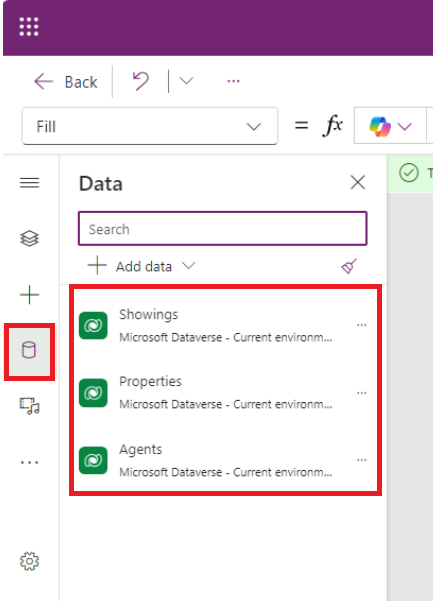 Back
Fill
= fx
Data
T
Search
Add data
Showings
Microsoft Dataverse - Current environm...
Properties
Microsoft Dataverse - Current environm...
Agents
Microsoft Dataverse - Current environm...